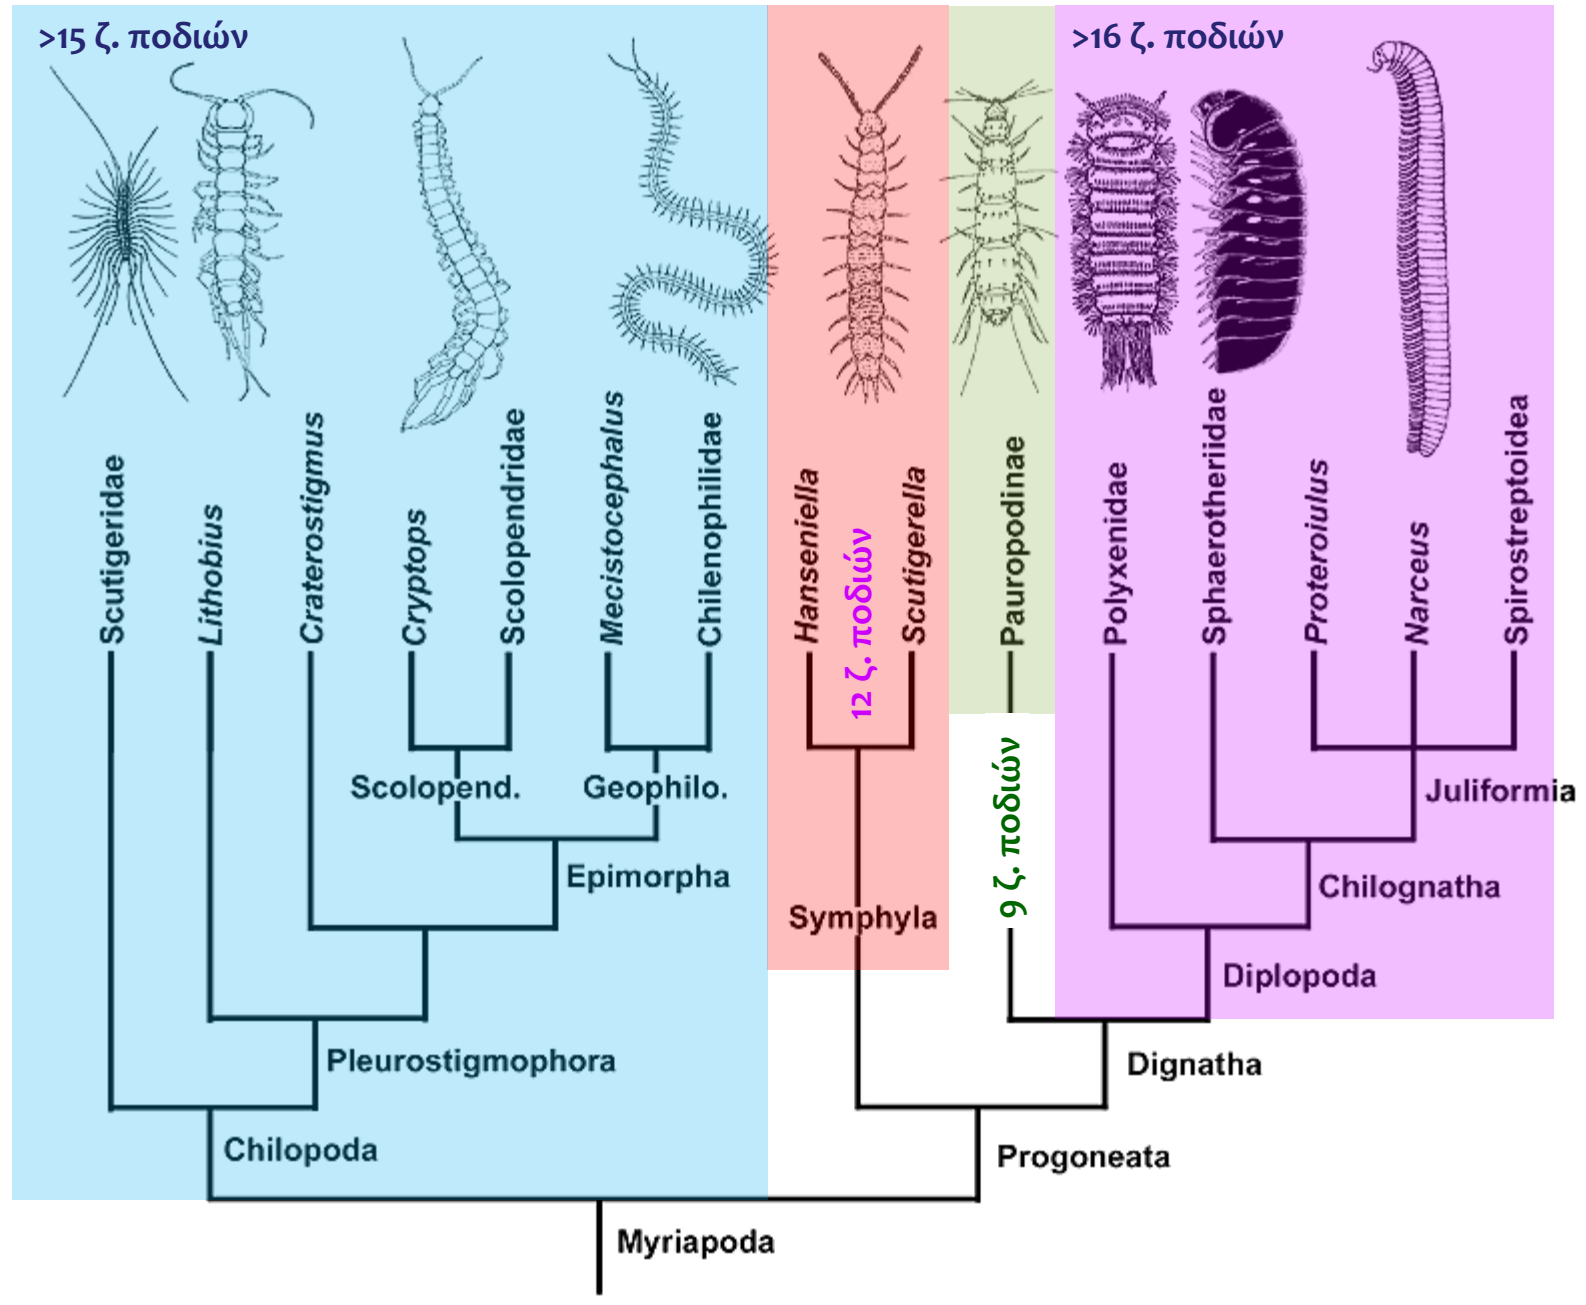 >15 ζ. ποδιών
>16 ζ. ποδιών
Scutigeridae
Lithobius
Craterostigmus
Cryptops
Scolopendridae
Mecistocephalus
Chilenophilidae
Hanseniella
12 ζ. ποδιών
Scutigerella
Pauropodinae
Polyxenidae
Sphaerotheriidae
Proteroiulus
Narceus
Spirostreptoidea
9 ζ. ποδιών
Scolopend.
Geophilo.
Juliformia
Epimorpha
Chilognatha
Symphyla
Diplopoda
Pleurostigmophora
Dignatha
Chilopoda
Progoneata
Myriapoda